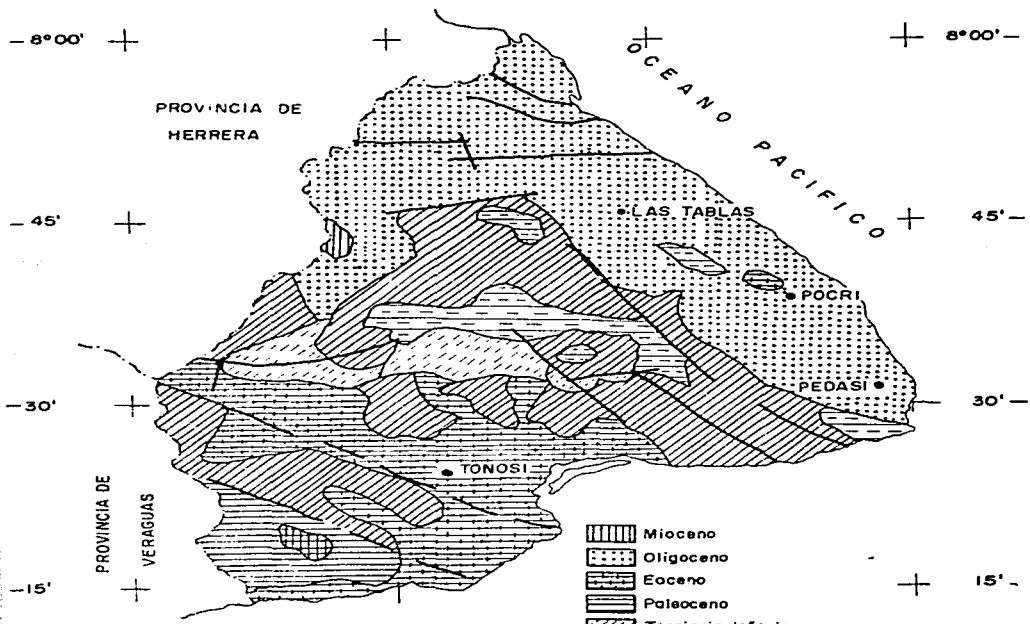 8°00'
8°00'
OCEANO PACIFICO
PROVINCIA DE
HERRERA
45'
LAS TABLAS
45'
POCRI
PEDASI
30'
30'
TONOSI
PROVINCIA DE
VERAGUAS
Mioceno
Oligoceno
Eoceno
15'
15'
Paleoceno